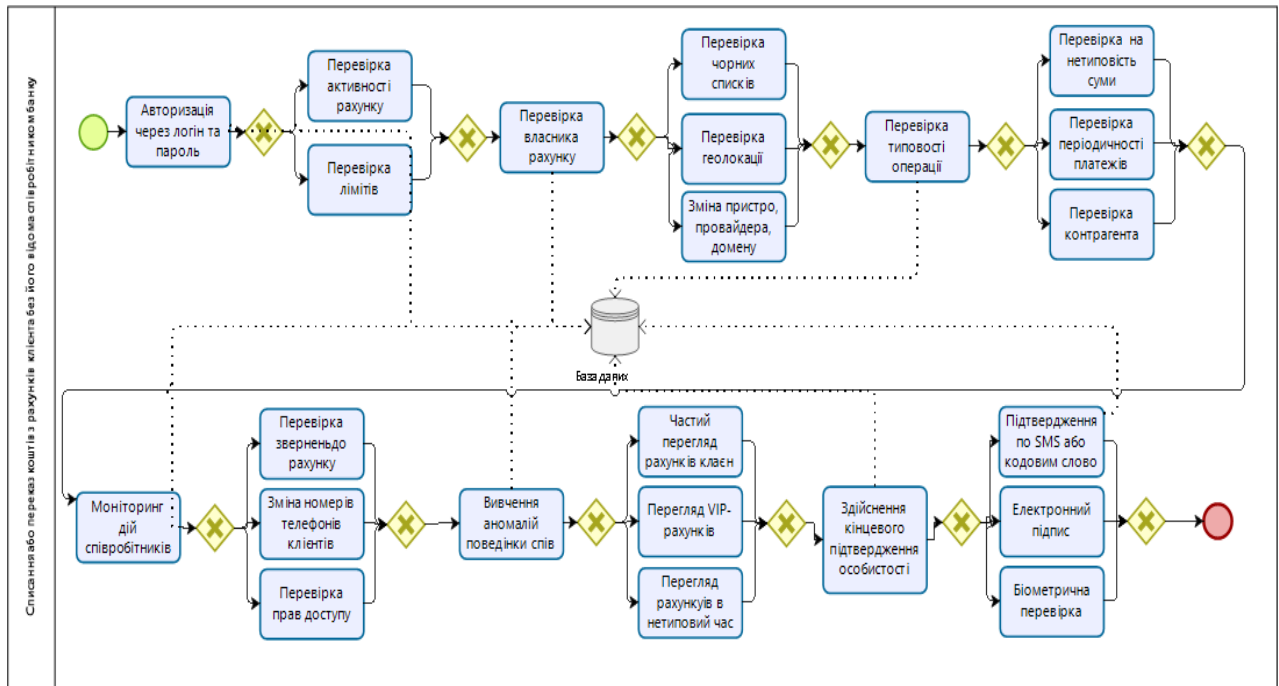 Списання або переказ коштів з рахунків клієнта без його відома співробітником банку
Авторизація
через логін та
пароль
Перевірка
активності
рахунку
Перевірка
лімітів
Перевірка
власника
рахунку
Перевірка
чорних
списків
Перевірка
геолокації
Зміна пристро,
провайдера,
домену
Перевірка
типовості
операції
Перевірка на
нетиповість
суми
Перевірка
періодичності
платежів
Перевірка
контрагента
База даних
Моніторинг
дій
співробітників
Перевірка
зверненьдо
рахунку
Зміна номерів
телефонів
клієнтів
Перевірка
прав доступу
Вивчення
аномалій
поведінки спів
Частий
перегляд
рахунків клаєн
Перегляд VIP-
рахунків
Перегляд
рахункуів в
нетиповий час
Здійснення
кінцевого
підтвердження
особистості
Підтвердження
по SMS або
кодовим слово
Електронний
підпис
Біометрична
перевірка